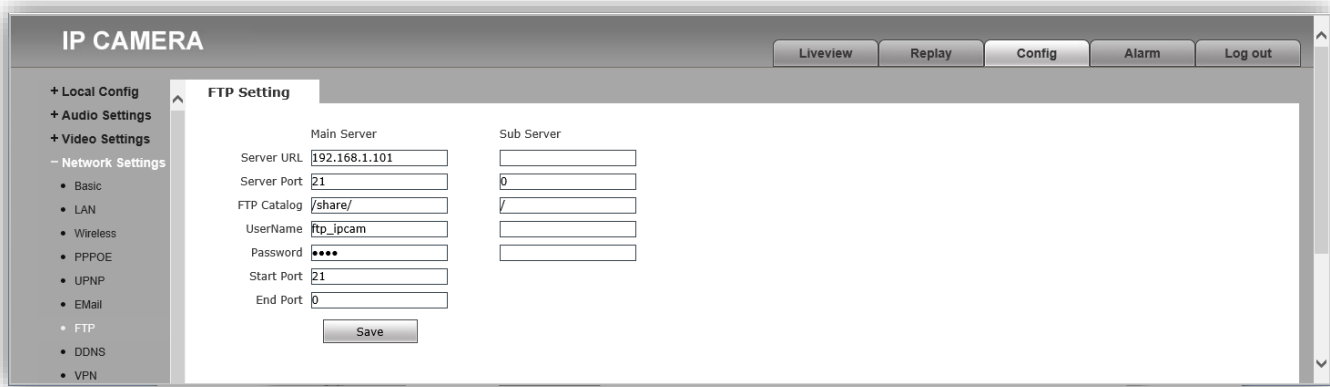 IP CAMERA
Liveview Replay Config Alarm Log out
+ Local Config
+ Audio Settings
+ Video Settings
− Network Settings
• Basic
• LAN
• Wireless
• PPPOE
• UPNP
• EMail
• FTP
• DDNS
• VPN
FTP Setting
Main Server Sub Server
Server URL 192.168.1.101
Server Port 21 0
FTP Catalog /share/ /
UserName ftp_ipcam
Password ●●●●
Start Port 21
End Port 0
Save